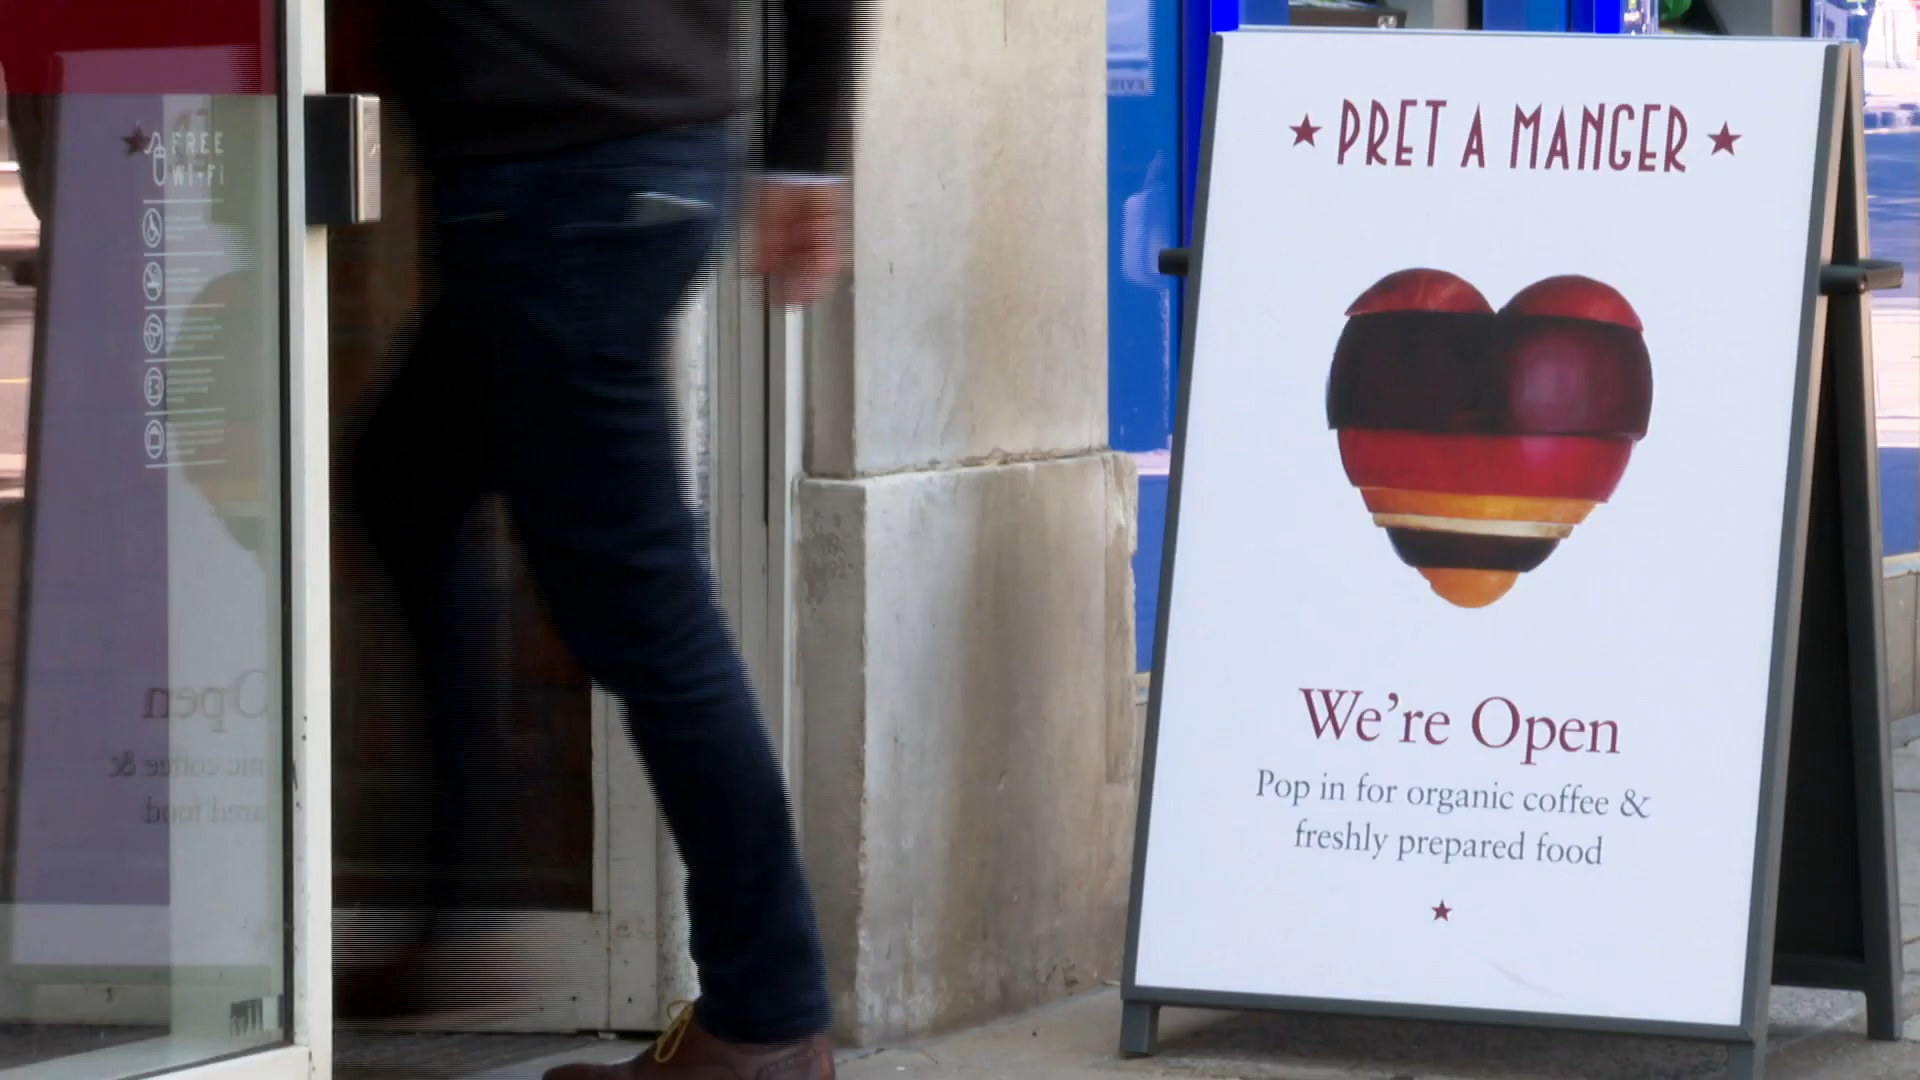 FREE
WI-FI
PRET A MANGER
We're Open
Pop in for organic coffee &
freshly prepared food